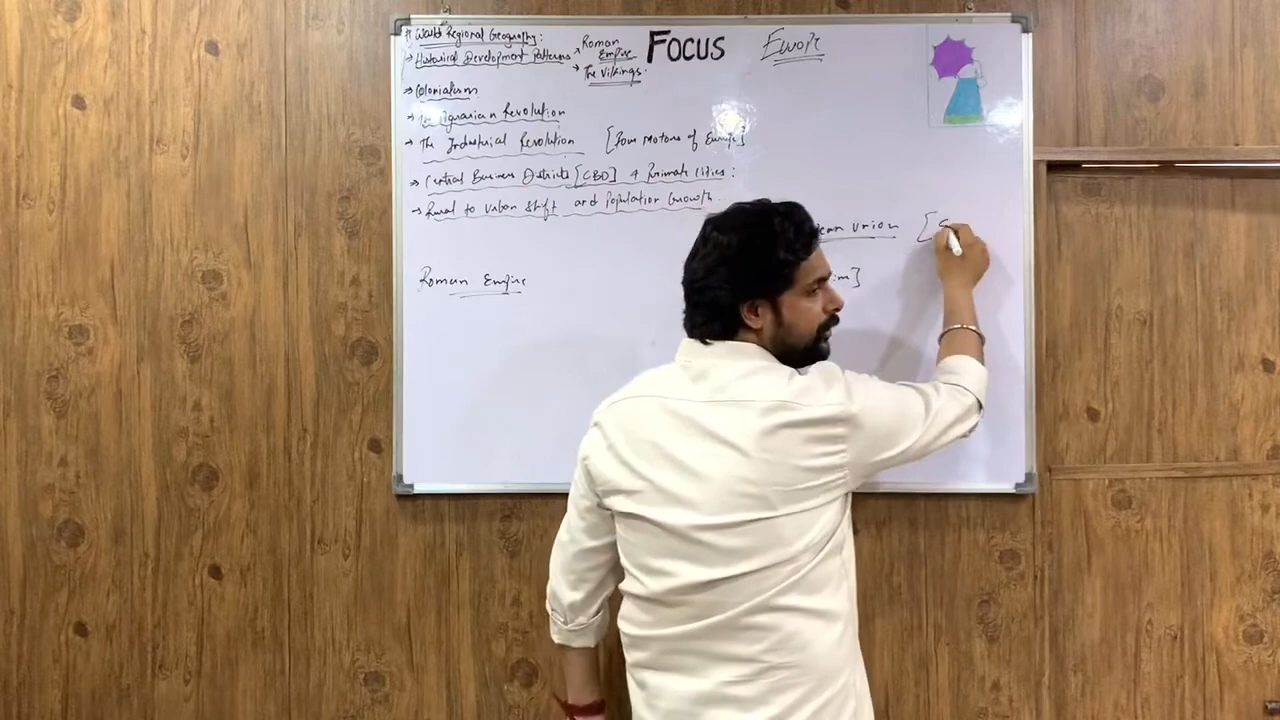 # World Regional Geography:
→ Historical Development Patterns → Roman Empire
→ The Vikings.
FOCUS
Europe
→ Colonialism
→ The Agrarian Revolution
→ The Industrial Revolution [Four Motors of Europe]
→ Central Business Districts [CBD] & Primate Cities:
→ Rural to Urban Shift and Population Growth.
ean Union [
Roman Empire